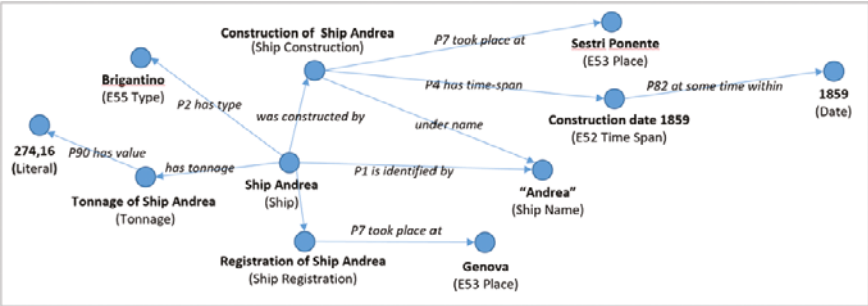 Construction of Ship Andrea
(Ship Construction)
P7 took place at
Sestri Ponente
(E53 Place)
Brigantino
(E55 Type)
P2 has type
P4 has time-span
P82 at some time within
1859
(Date)
was constructed by
under name
Construction date 1859
(E52 Time Span)
274,16
(Literal)
P90 has value
has tonnage
Ship Andrea
(Ship)
P1 is identified by
"Andrea"
(Ship Name)
Tonnage of Ship Andrea
(Tonnage)
P7 took place at
Registration of Ship Andrea
(Ship Registration)
Genova
(E53 Place)